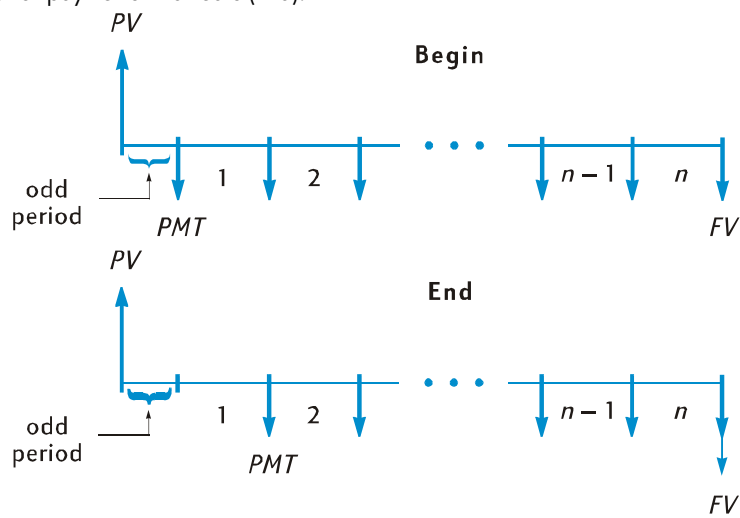 PV
Begin
1
2
n – 1
n
odd
period
PMT
FV
PV
End
1
2
n – 1
n
odd
period
PMT
FV